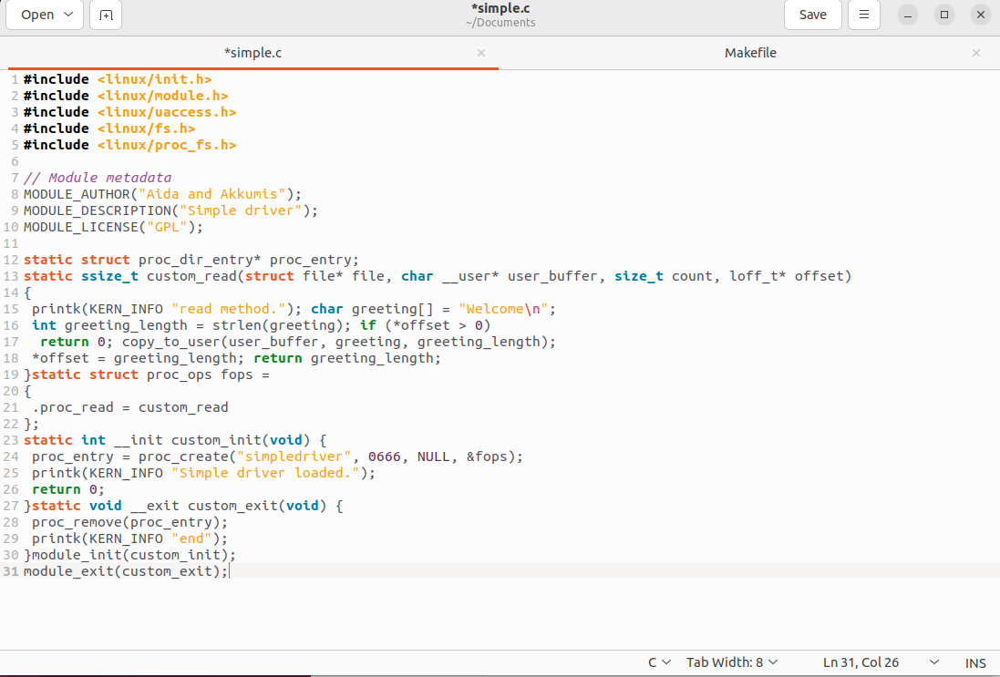 Open
*simple.c
~/Documents
Save
*simple.c
Makefile
1 #include <linux/init.h>
2 #include <linux/module.h>
3 #include <linux/uaccess.h>
4 #include <linux/fs.h>
5 #include <linux/proc_fs.h>
6
7 // Module metadata
8 MODULE_AUTHOR("Aida and Akkumis");
9 MODULE_DESCRIPTION("Simple driver");
10 MODULE_LICENSE("GPL");
11
12 static struct proc_dir_entry* proc_entry;
13 static ssize_t custom_read(struct file* file, char __user* user_buffer, size_t count, loff_t* offset)
14 {
15  printk(KERN_INFO "read method."); char greeting[] = "Welcome\n";
16  int greeting_length = strlen(greeting); if (*offset > 0)
17   return 0; copy_to_user(user_buffer, greeting, greeting_length);
18  *offset = greeting_length; return greeting_length;
19 }static struct proc_ops fops =
20 {
21  .proc_read = custom_read
22 };
23 static int __init custom_init(void) {
24  proc_entry = proc_create("simpledriver", 0666, NULL, &fops);
25  printk(KERN_INFO "Simple driver loaded.");
26  return 0;
27 }static void __exit custom_exit(void) {
28  proc_remove(proc_entry);
29  printk(KERN_INFO "end");
30 }module_init(custom_init);
31 module_exit(custom_exit);
C Tab Width: 8 Ln 31, Col 26 INS